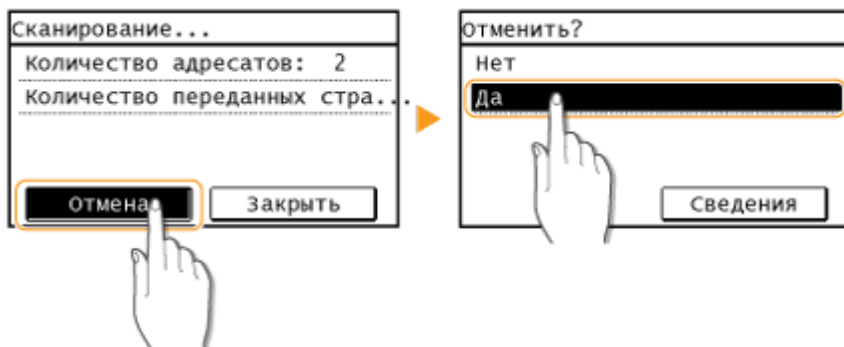 Сканирование...
Количество адресатов: 2
Количество переданных стра...
Отмена
Закрыть
Отменить?
Нет
Да
Сведения